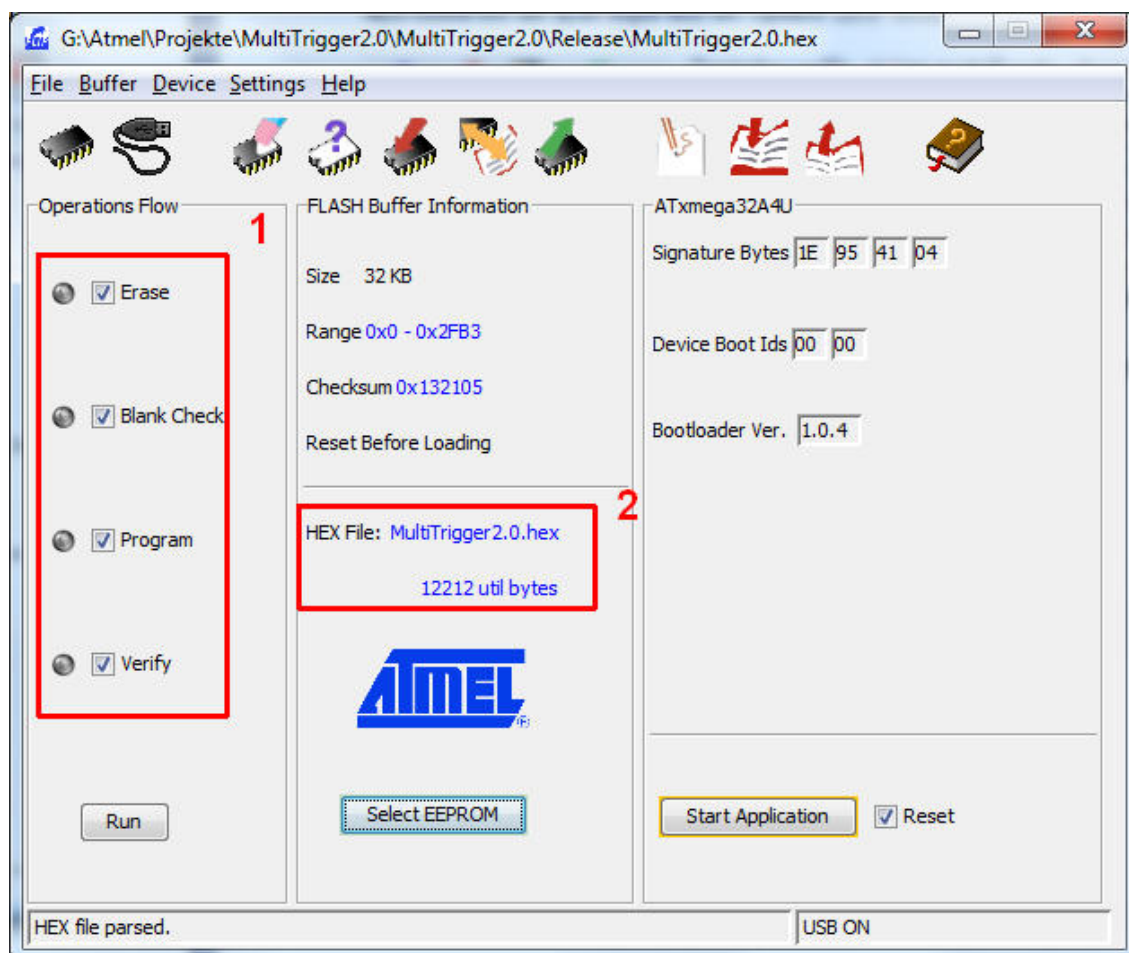 G:\Atmel\Projekte\MultiTrigger2.0\MultiTrigger2.0\Release\MultiTrigger2.0.hex
File Buffer Device Settings Help
Operations Flow
1
Erase
Blank Check
Program
Verify
Run
FLASH Buffer Information
Size 32 KB
Range 0x0 - 0x2FB3
Checksum 0x132105
Reset Before Loading
2
HEX File: MultiTrigger2.0.hex
12212 util bytes
ATMEL
®
Select EEPROM
ATxmega32A4U
Signature Bytes 1E 95 41 04
Device Boot Ids 00 00
Bootloader Ver. 1.0.4
Start Application Reset
HEX file parsed.
USB ON